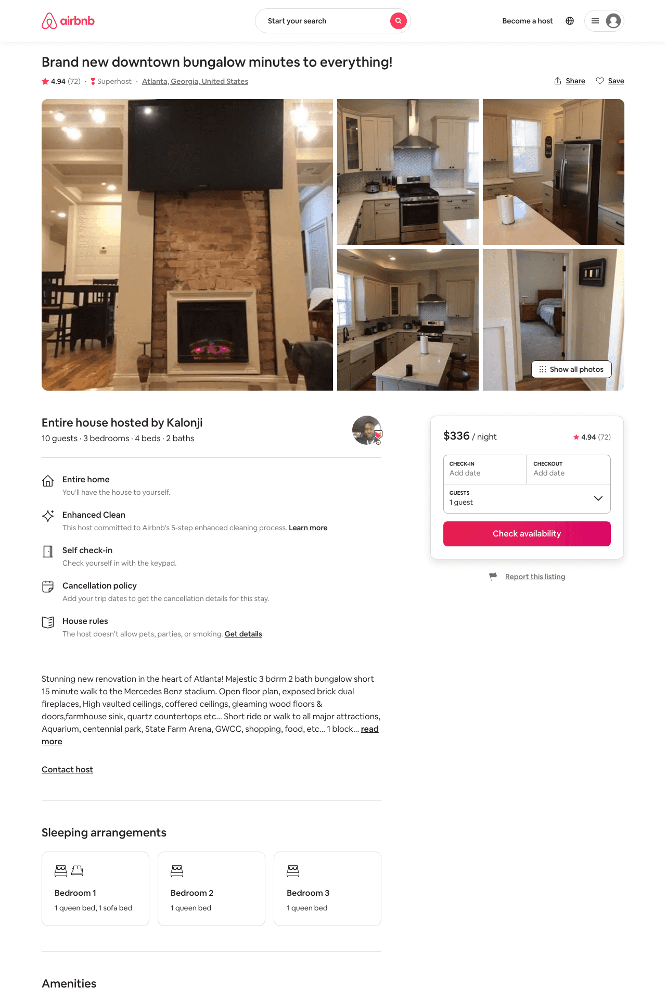 airbnb
Start your search
Become a host
Brand new downtown bungalow minutes to everything!
4.94 (72) · Superhost · Atlanta, Georgia, United States
Share
Save
Show all photos
Entire house hosted by Kalonji
10 guests · 3 bedrooms · 4 beds · 2 baths
Entire home
You'll have the house to yourself.
Enhanced Clean
This host committed to Airbnb's 5-step enhanced cleaning process. Learn more
Self check-in
Check yourself in with the keypad.
Cancellation policy
Add your trip dates to get the cancellation details for this stay.
House rules
The host doesn't allow pets, parties, or smoking. Get details
$336 / night
4.94 (72)
CHECK-IN
Add date
CHECKOUT
Add date
GUESTS
1 guest
Check availability
Report this listing
Stunning new renovation in the heart of Atlanta! Majestic 3 bdrm 2 bath bungalow short
15 minute walk to the Mercedes Benz stadium. Open floor plan, exposed brick dual
fireplaces, High vaulted ceilings, coffered ceilings, gleaming wood floors &
doors,farmhouse sink, quartz countertops etc... Short ride or walk to all major attractions,
Aquarium, centennial park, State Farm Arena, GWCC, shopping, food, etc... 1 block... read
more
Contact host
Sleeping arrangements
Bedroom 1
1 queen bed, 1 sofa bed
Bedroom 2
1 queen bed
Bedroom 3
1 queen bed
Amenities